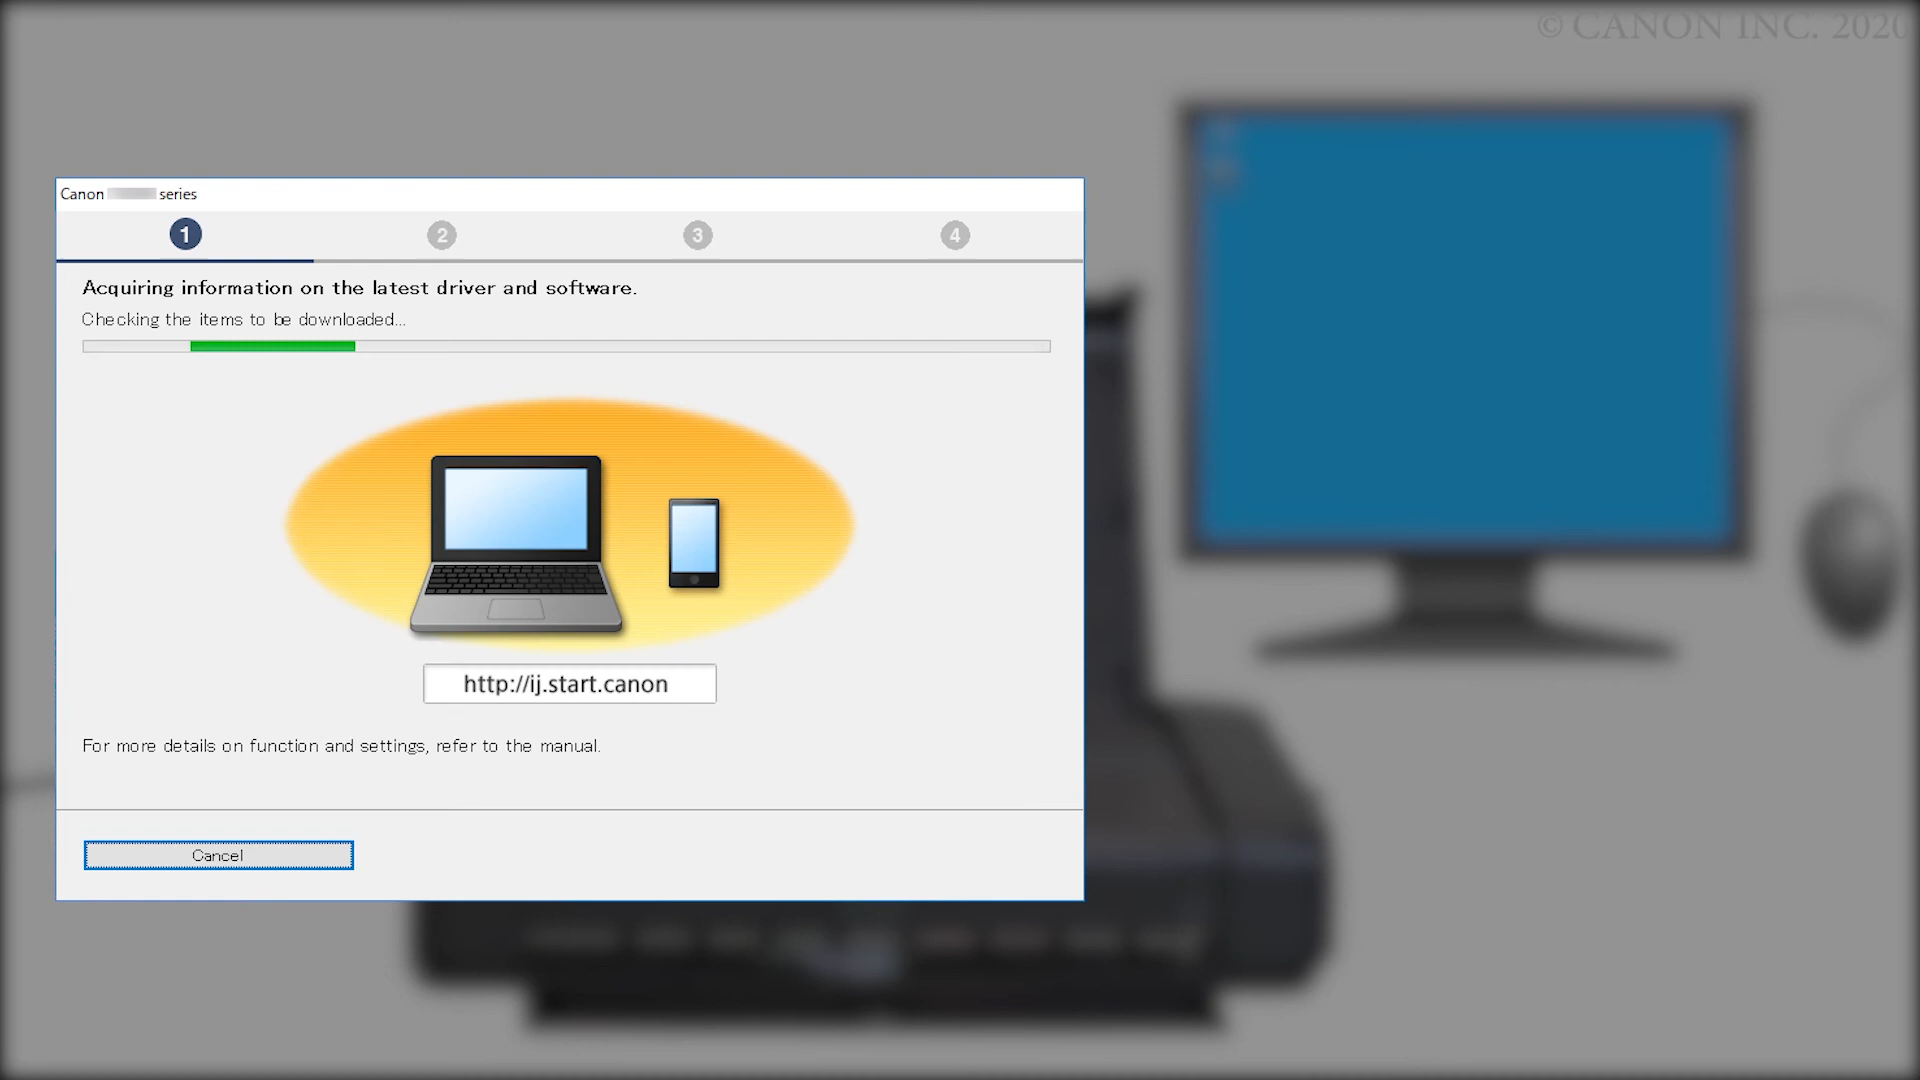 © CANON INC. 2020
Canon series
1 2 3 4
Acquiring information on the latest driver and software.
Checking the items to be downloaded...
http://ij.start.canon
For more details on function and settings, refer to the manual.
Cancel